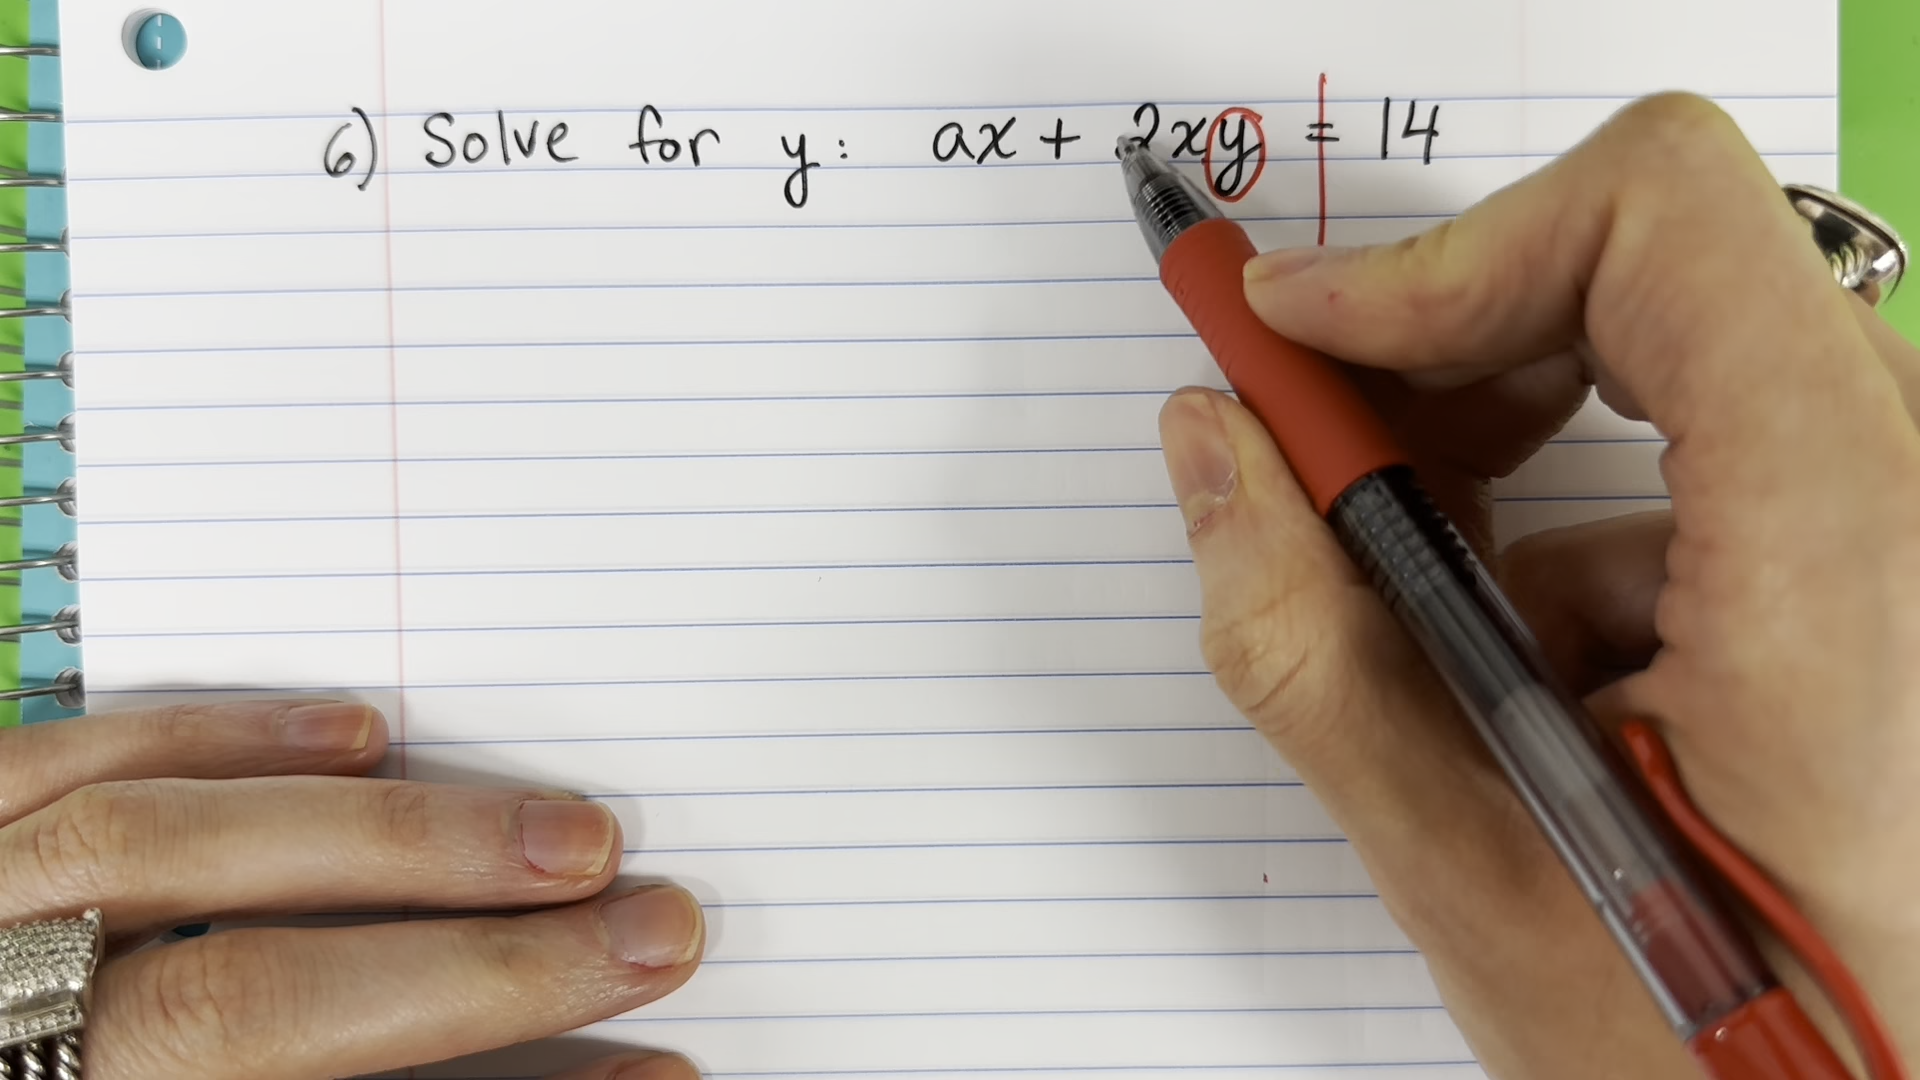 6) Solve for y: ax + 2xy = 14